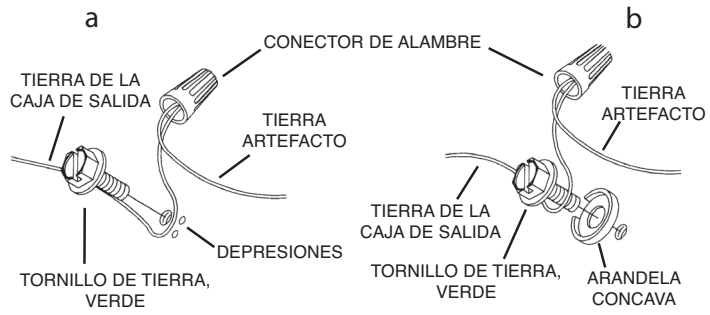 a
b
CONECTOR DE ALAMBRE
TIERRA DE LA
CAJA DE SALIDA
TIERRA
ARTEFACTO
DEPRESIONES
TORNILLO DE TIERRA,
VERDE
TIERRA
ARTEFACTO
TIERRA DE LA
CAJA DE SALIDA
TORNILLO DE TIERRA,
VERDE
ARANDELA
CONCAVA